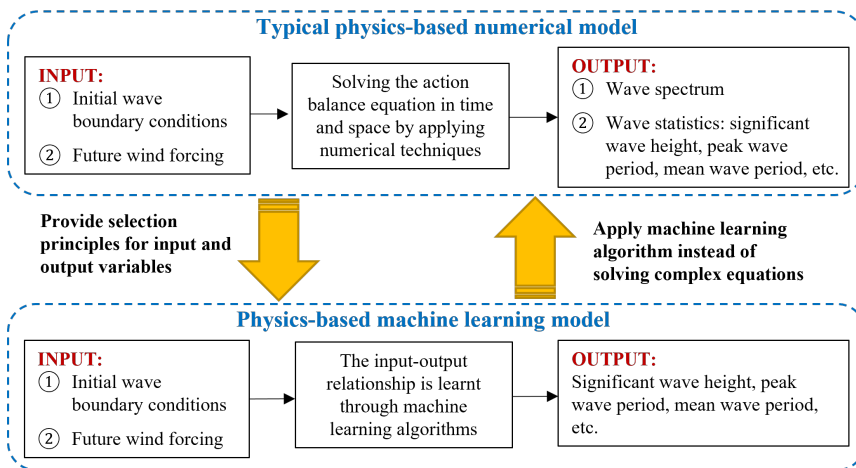 Typical physics-based numerical model
INPUT:
① Initial wave
boundary conditions
② Future wind forcing
Solving the action
balance equation in time
and space by applying
numerical techniques
OUTPUT:
① Wave spectrum
② Wave statistics: significant
wave height, peak wave
period, mean wave period, etc.
Provide selection
principles for input and
output variables
Apply machine learning
algorithm instead of
solving complex equations
Physics-based machine learning model
INPUT:
① Initial wave
boundary conditions
② Future wind forcing
The input-output
relationship is learnt
through machine
learning algorithms
OUTPUT:
Significant wave height, peak
wave period, mean wave period,
etc.